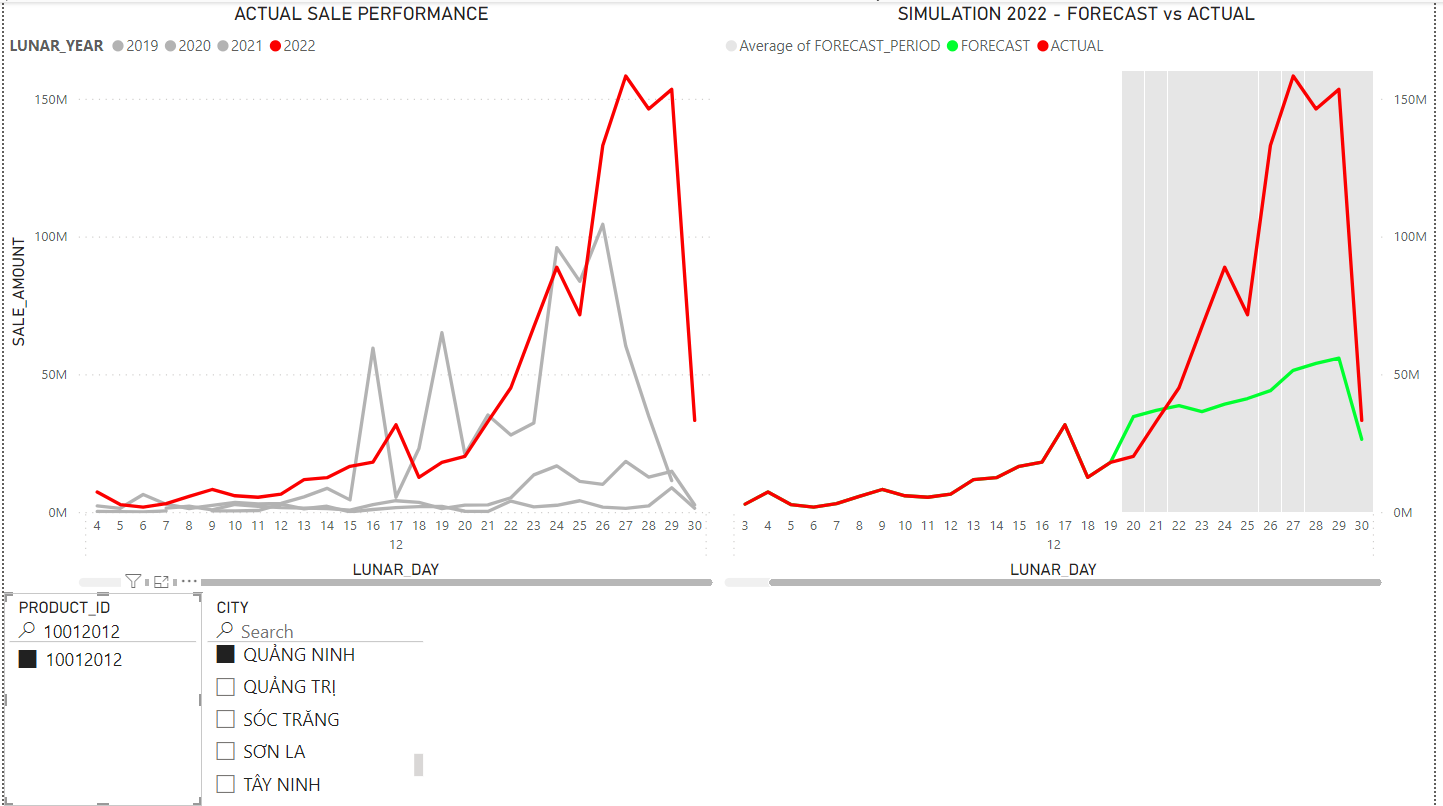 ACTUAL SALE PERFORMANCE
LUNAR_YEAR 2019 2020 2021 2022
150M
100M
50M
0M
SALE_AMOUNT
4 5 6 7 8 9 10 11 12 13 14 15 16 17 18 19 20 21 22 23 24 25 26 27 28 29 30
12
LUNAR_DAY
SIMULATION 2022 - FORECAST vs ACTUAL
Average of FORECAST_PERIOD FORECAST ACTUAL
150M
100M
50M
0M
3 4 5 6 7 8 9 10 11 12 13 14 15 16 17 18 19 20 21 22 23 24 25 26 27 28 29 30
12
LUNAR_DAY
PRODUCT_ID
10012012
10012012
CITY
Search
QUẢNG NINH
QUẢNG TRỊ
SÓC TRĂNG
SƠN LA
TÂY NINH